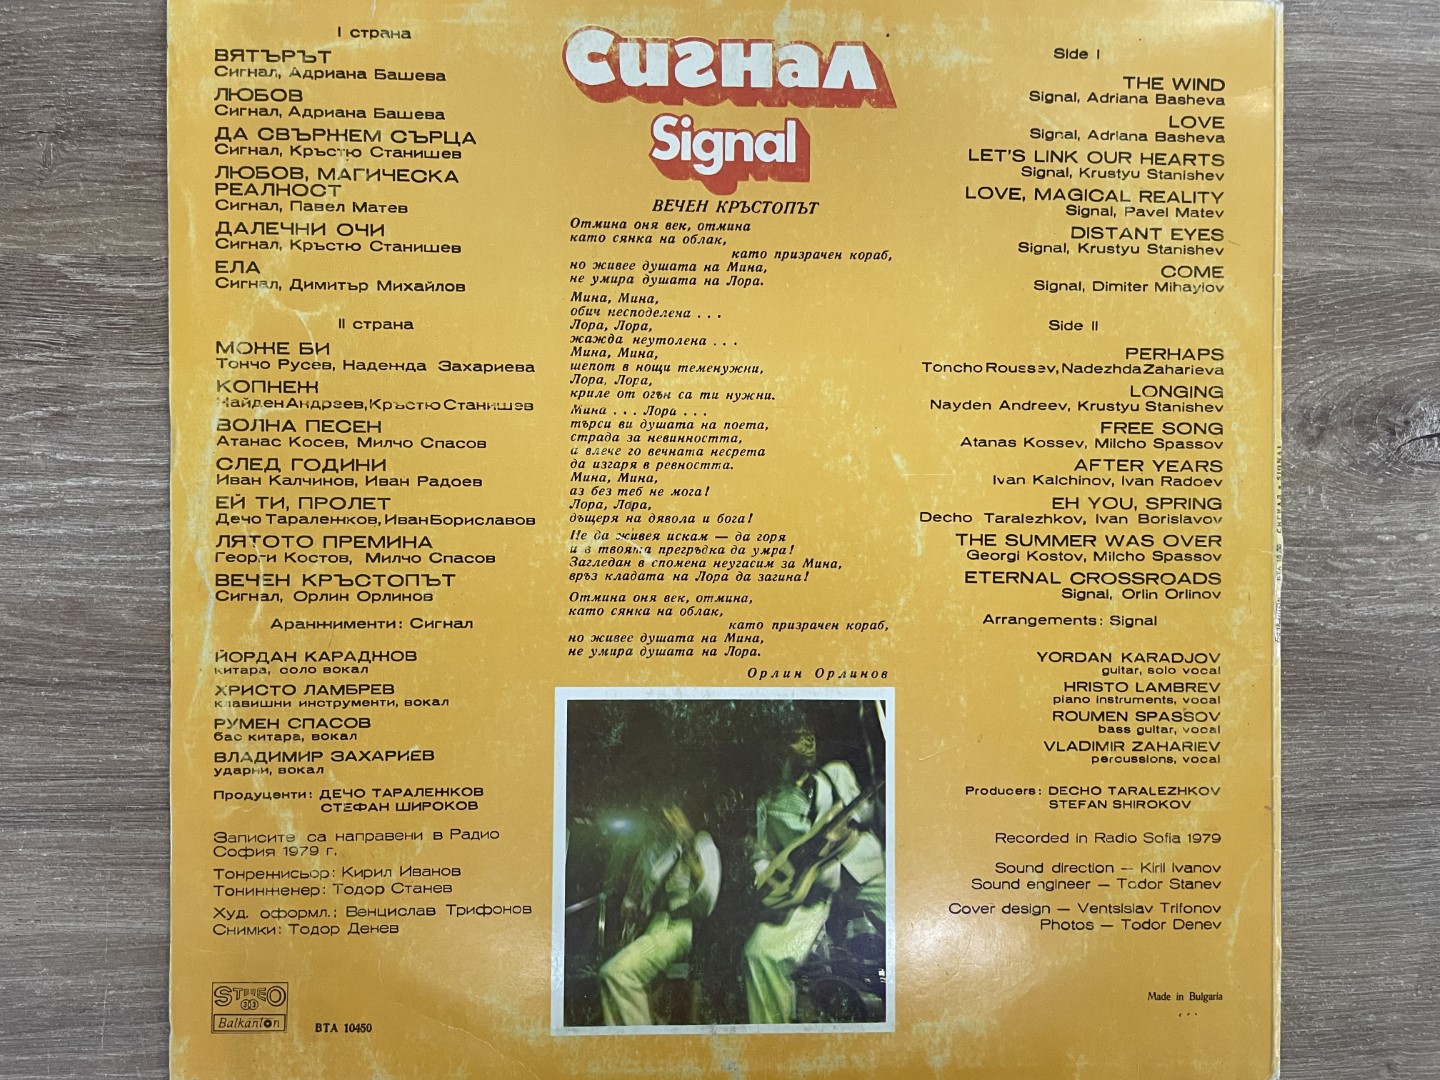 I страна
ВЯТЪРЪТ
Сигнал, Адриана Башева
ЛЮБОВ
Сигнал, Адриана Башева
ДА СВЪРЖЕМ СЪРЦА
Сигнал, Кръстю Станишев
ЛЮБОВ, МАГИЧЕСКА
РЕАЛНОСТ
Сигнал, Павел Матев
ДАЛЕЧНИ ОЧИ
Сигнал, Кръстю Станишев
ЕЛА
Сигнал, Димитър Михайлов
II страна
МОЖЕ БИ
Тончо Русев, Надежда Захариева
КОПНЕЖ
Найден Андреев, Кръстю Станишев
ВОЛНА ПЕСЕН
Атанас Косев, Милчо Спасов
СЛЕД ГОДИНИ
Иван Калчинов, Иван Радоев
ЕЙ ТИ, ПРОЛЕТ
Дечо Таралежков, Иван Бориславов
ЛЯТОТО ПРЕМИНА
Георги Костов, Милчо Спасов
ВЕЧЕН КРЪСТОПЪТ
Сигнал, Орлин Орлинов
Аранжименти: Сигнал
ЙОРДАН КАРАДЖОВ
китара, соло вокал
ХРИСТО ЛАМБРЕВ
клавишни инструменти, вокал
РУМЕН СПАСОВ
бас китара, вокал
ВЛАДИМИР ЗАХАРИЕВ
ударни, вокал
Продуценти: ДЕЧО ТАРАЛЕЖКОВ
СТЕФАН ШИРОКОВ
Записите са направени в Радио
София 1979 г.
Тонрежисьор: Кирил Иванов
Тонинженер: Тодор Станев
Худ. оформл.: Венцислав Трифонов
Снимки: Тодор Денев
STEREO
33
Balkanton
ВТА 10450
Сигнал
Signal
ВЕЧЕН КРЪСТОПЪТ
Отмина оня век, отмина
като сянка на облак,
като призрачен кораб,
но живее душата на Мина,
не умира душата на Лора.
Мина, Мина,
обич несподелена . . .
Лора, Лора,
жажда неутолена . . .
Мина, Мина,
шепот в нощи теменужни,
Лора, Лора,
криле от огън са ти нужни.
Мина . . . Лора . . .
търси ви душата на поета,
страда за невинността,
а влече го вечната несрета
да изгаря в ревността.
Мина, Мина,
аз без теб не мога!
Лора, Лора,
дъщеря на дявола и бога!
Не да живея искам — да горя
и в твоята прегръдка да умра!
Загледан в спомена неугасим за Мина,
връз кладата на Лора да загина!
Отмина оня век, отмина,
като сянка на облак,
като призрачен кораб,
но живее душата на Мина,
не умира душата на Лора.
Орлин Орлинов
Side I
THE WIND
Signal, Adriana Basheva
LOVE
Signal, Adriana Basheva
LET'S LINK OUR HEARTS
Signal, Krustyu Stanishev
LOVE, MAGICAL REALITY
Signal, Pavel Matev
DISTANT EYES
Signal, Krustyu Stanishev
COME
Signal, Dimiter Mihaylov
Side II
PERHAPS
Toncho Roussev, Nadezhda Zaharieva
LONGING
Nayden Andreev, Krustyu Stanishev
FREE SONG
Atanas Kossev, Milcho Spassov
AFTER YEARS
Ivan Kalchinov, Ivan Radoev
EH YOU, SPRING
Decho Taralezhkov, Ivan Borislavov
THE SUMMER WAS OVER
Georgi Kostov, Milcho Spassov
ETERNAL CROSSROADS
Signal, Orlin Orlinov
Arrangements: Signal
YORDAN KARADJOV
guitar, solo vocal
HRISTO LAMBREV
piano instruments, vocal
ROUMEN SPASSOV
bass guitar, vocal
VLADIMIR ZAHARIEV
percussions, vocal
Producers: DECHO TARALEZHKOV
STEFAN SHIROKOV
Recorded in Radio Sofia 1979
Sound direction — Kiril Ivanov
Sound engineer — Todor Stanev
Cover design — Ventsislav Trifonov
Photos — Todor Denev
Made in Bulgaria